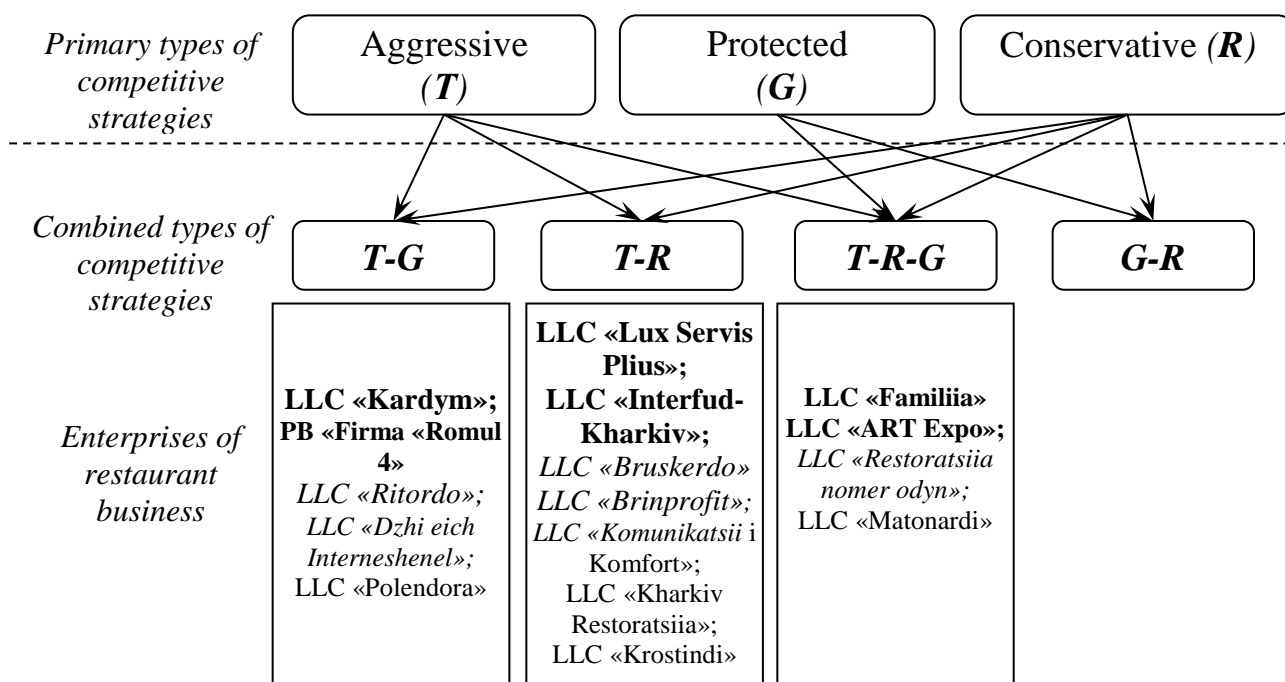 Primary types of
competitive
strategies
Aggressive
(T)
Protected
(G)
Conservative (R)
Combined types of
competitive
strategies
T-G
T-R
T-R-G
G-R
Enterprises of
restaurant
business
LLC «Kardym»;
PB «Firma «Romul
4»
LLC «Ritordo»;
LLC «Dzhi eich
Interneshenel»;
LLC «Polendora»
LLC «Lux Servis
Plius»;
LLC «Interfud-
Kharkiv»;
LLC «Bruskerdo»
LLC «Brinprofit»;
LLC «Komunikatsii i
Komfort»;
LLC «Kharkiv
Restoratsiia»;
LLC «Krostindi»
LLC «Familiia»
LLC «ART Expo»;
LLC «Restoratsiia
nomer odyn»;
LLC «Matonardi»